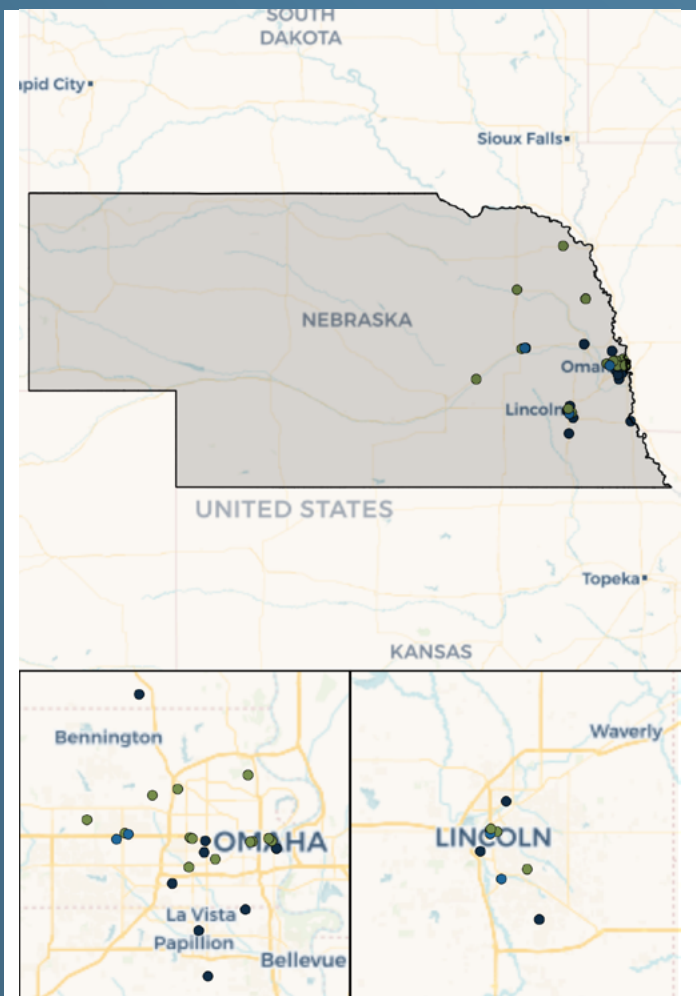 SOUTH
DAKOTA
apid City
Sioux Falls
NEBRASKA
Omah
Lincoln
UNITED STATES
Topeka
KANSAS
Bennington
OMAHA
La Vista
Papillion
Bellevue
Waverly
LINCOLN